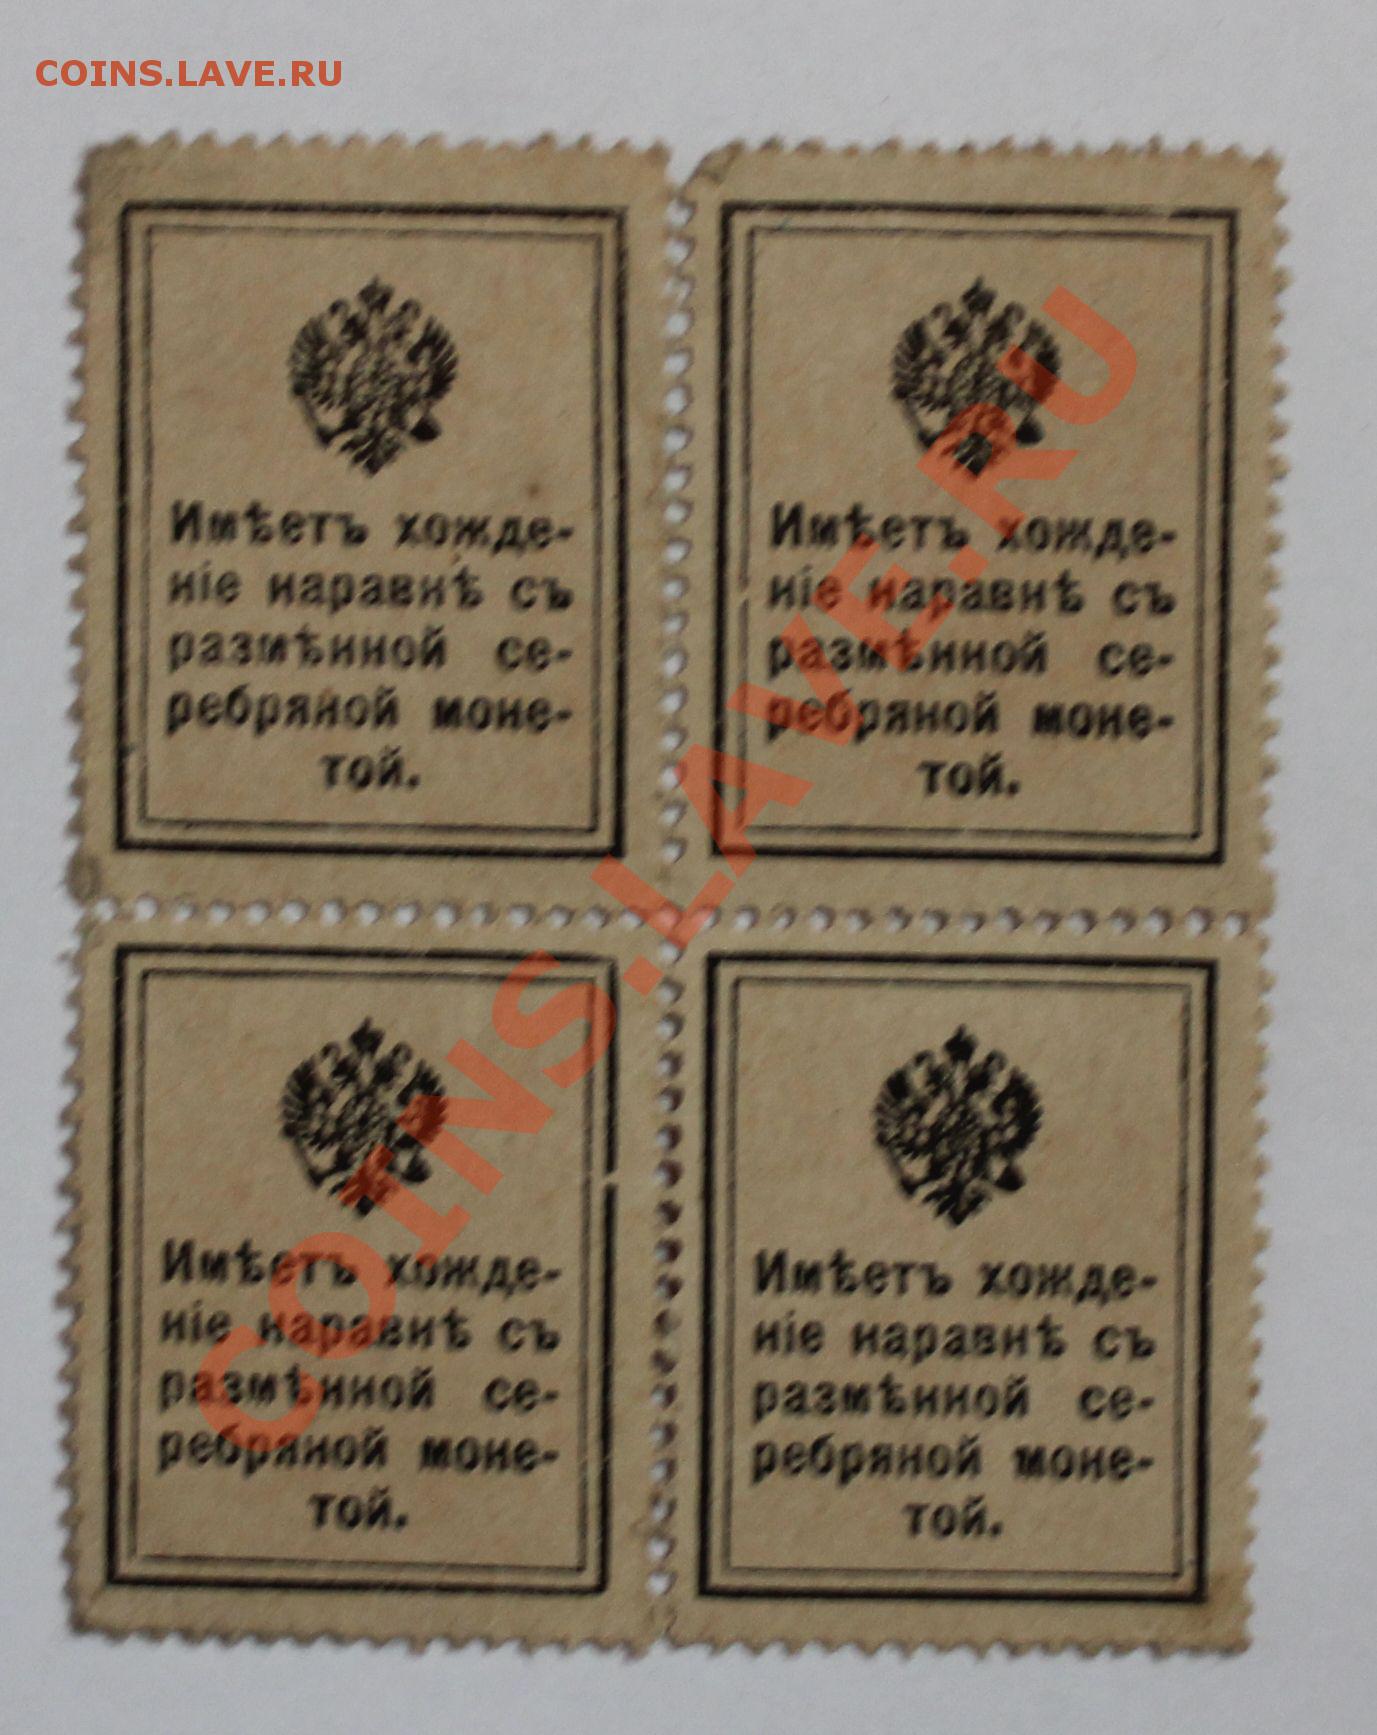 COINS.LAVE.RU
Имѣетъ хожде-
ніе наравнѣ съ
размѣнной се-
ребряной моне-
той.
Имѣетъ хожде-
ніе наравнѣ съ
размѣнной се-
ребряной моне-
той.
Имѣетъ хожде-
ніе наравнѣ съ
размѣнной се-
ребряной моне-
той.
Имѣетъ хожде-
ніе наравнѣ съ
размѣнной се-
ребряной моне-
той.
COINS.LAVE.RU